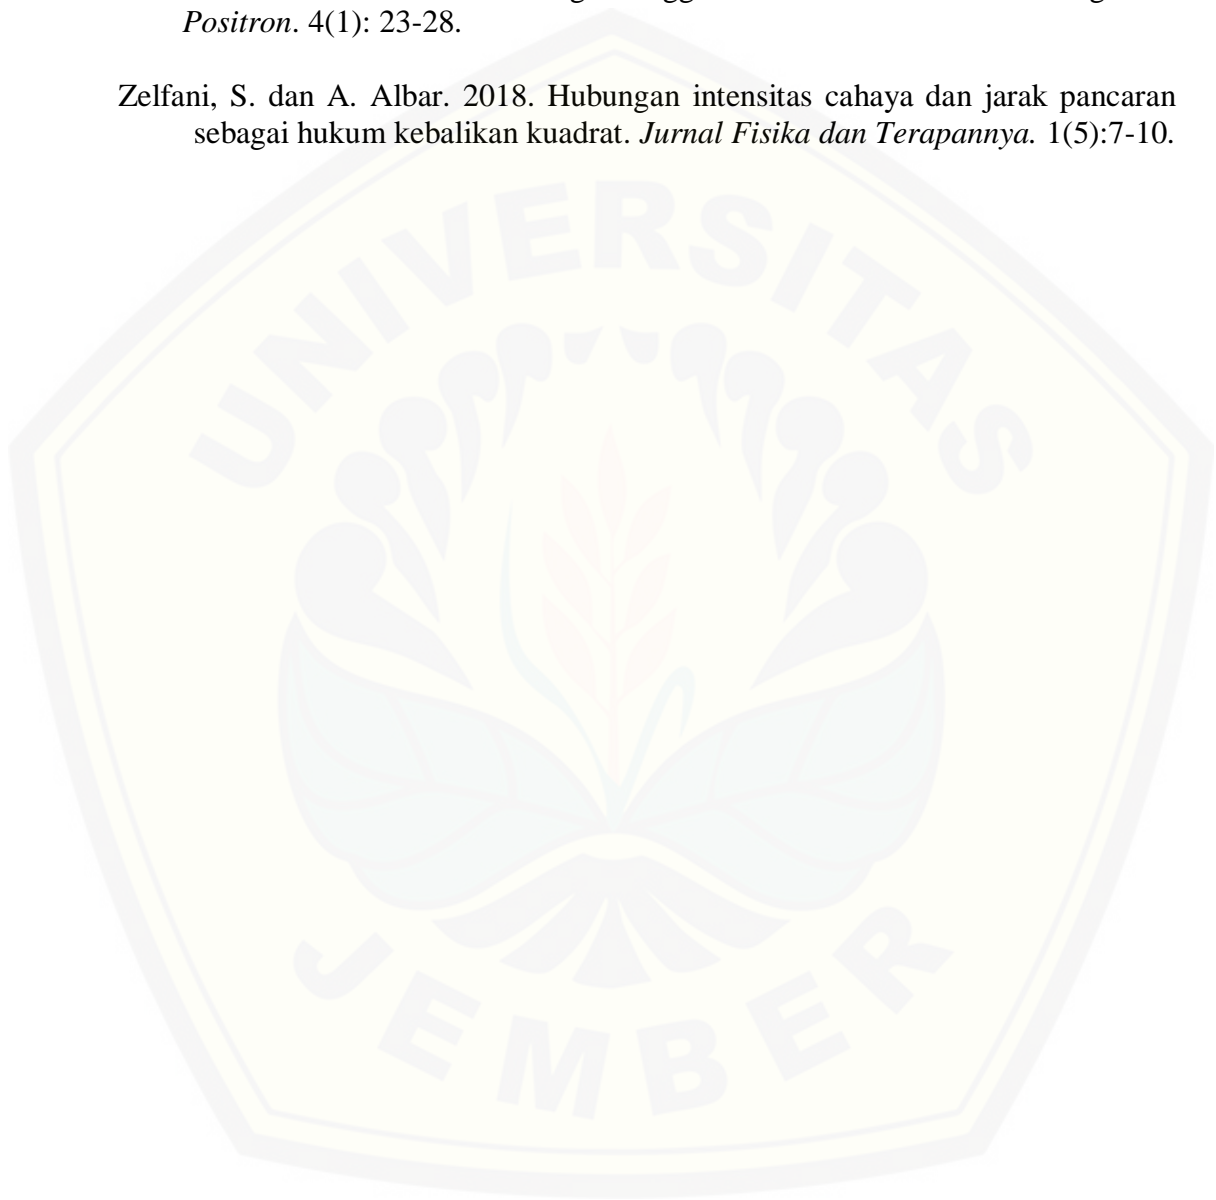 Positron. 4(1): 23-28.
Zelfani, S. dan A. Albar. 2018. Hubungan intensitas cahaya dan jarak pancaran
sebagai hukum kebalikan kuadrat. Jurnal Fisika dan Terapannya. 1(5):7-10.
UNIVERSITAS
JEMBER